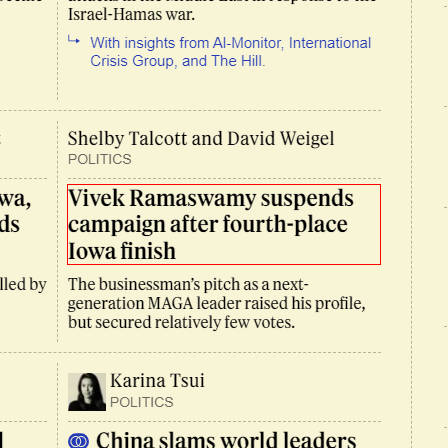 Israel-Hamas war.
With insights from Al-Monitor, International
Crisis Group, and The Hill.
Shelby Talcott and David Weigel
POLITICS
wa,
ds
Vivek Ramaswamy suspends
campaign after fourth-place
Iowa finish
lled by
The businessman's pitch as a next-
generation MAGA leader raised his profile,
but secured relatively few votes.
Karina Tsui
POLITICS
China slams world leaders